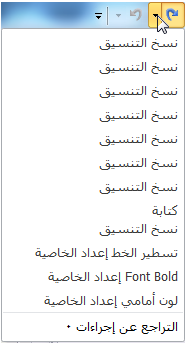 نسخ التنسيق
نسخ التنسيق
نسخ التنسيق
نسخ التنسيق
نسخ التنسيق
نسخ التنسيق
نسخ التنسيق
كتابة
نسخ التنسيق
تسطير الخط إعداد الخاصية
Font Bold إعداد الخاصية
لون أمامي إعداد الخاصية
التراجع عن إجراءات ٠